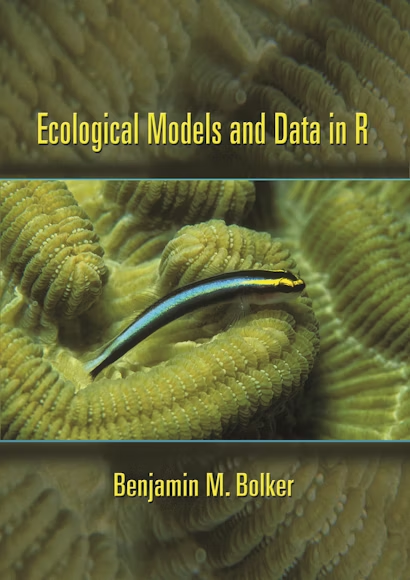 Ecological Models and Data in R
Benjamin M. Bolker